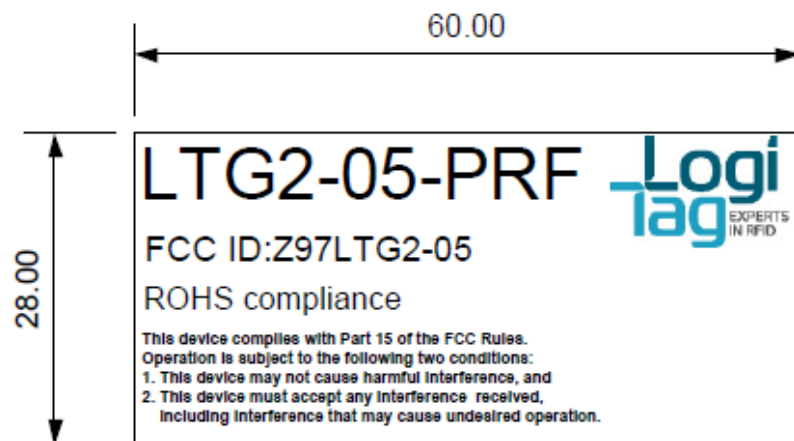 60.00
28.00
LTG2-05-PRF
Logi
Tag
EXPERTS
IN RFID
FCC ID:Z97LTG2-05
ROHS compliance
This device complies with Part 15 of the FCC Rules.
Operation is subject to the following two conditions:
1. This device may not cause harmful interference, and
2. This device must accept any interference received,
including interference that may cause undesired operation.